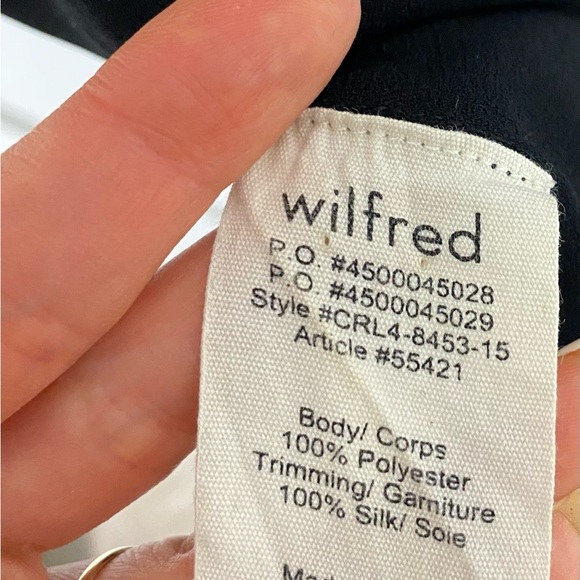 wilfred
P.O. #4500045028
P.O. #4500045029
Style #CRL4-8453-15
Article #55421
Body/ Corps
100% Polyester
Trimming/ Garniture
100% Silk/ Soie